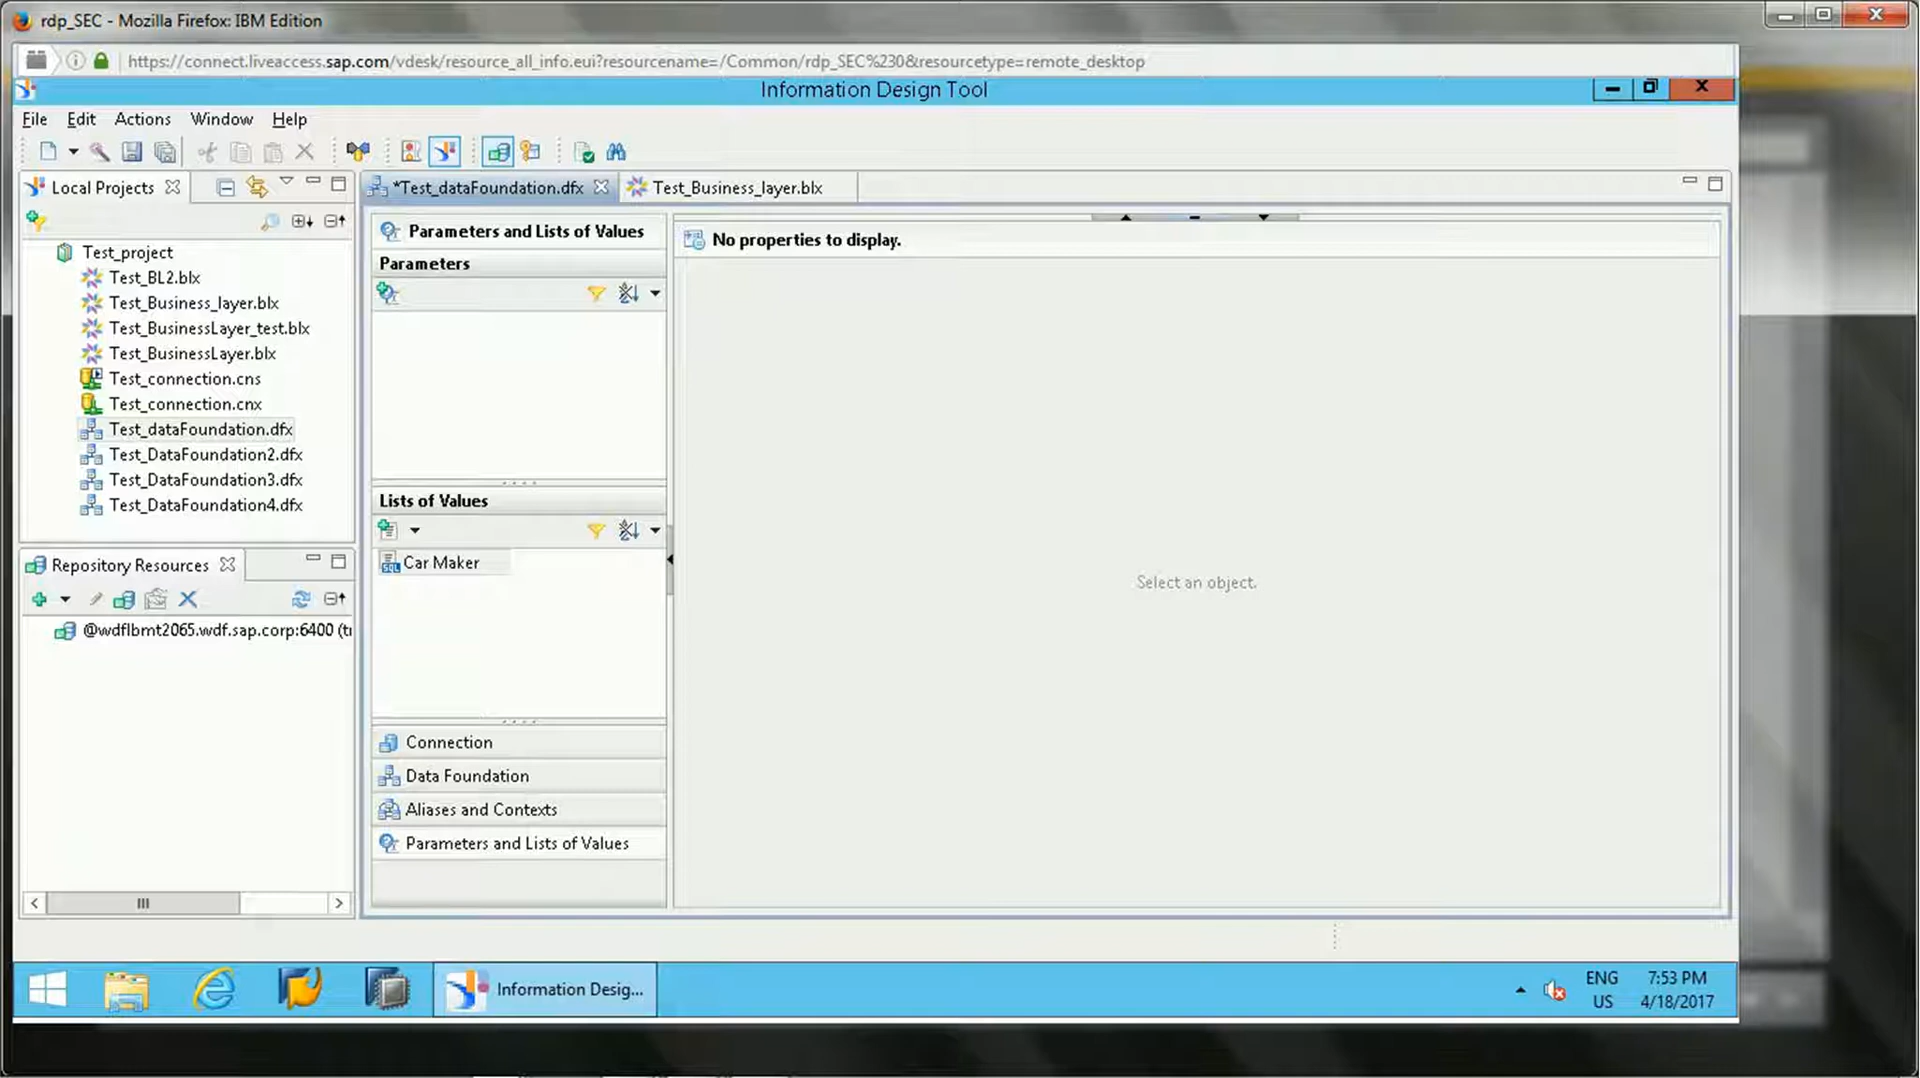 rdp_SEC - Mozilla Firefox: IBM Edition
https://connect.liveaccess.sap.com/vdesk/resource_all_info.eui?resourcename=/Common/rdp_SEC%230&resourcetype=remote_desktop
Information Design Tool
File Edit Actions Window Help
Local Projects
*Test_dataFoundation.dfx
Test_Business_layer.blx
Test_project
Test_BL2.blx
Test_Business_layer.blx
Test_BusinessLayer_test.blx
Test_BusinessLayer.blx
Test_connection.cns
Test_connection.cnx
Test_dataFoundation.dfx
Test_DataFoundation2.dfx
Test_DataFoundation3.dfx
Test_DataFoundation4.dfx
Repository Resources
@wdflbmt2065.wdf.sap.corp:6400 (tr
Parameters and Lists of Values
Parameters
Lists of Values
SQL Car Maker
Connection
Data Foundation
Aliases and Contexts
Parameters and Lists of Values
No properties to display.
Select an object.
Information Desig...
ENG
US
7:53 PM
4/18/2017